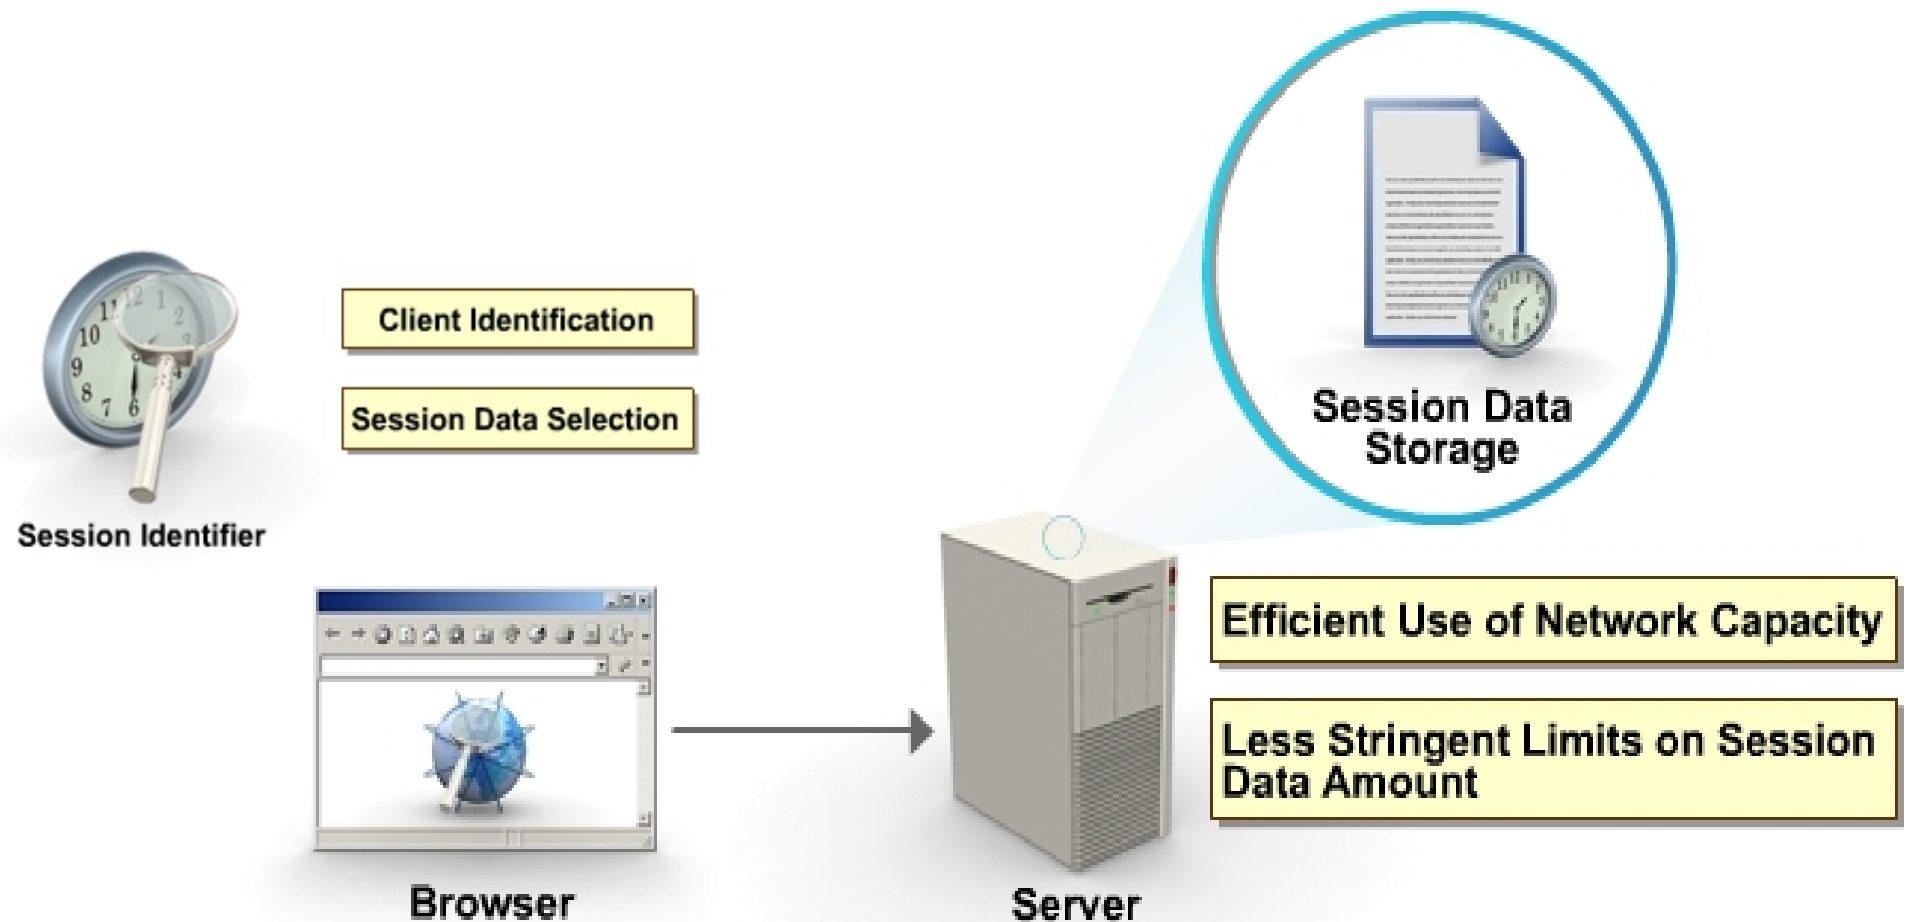 Session Data
Storage
Client Identification
Session Data Selection
Session Identifier
Efficient Use of Network Capacity
Less Stringent Limits on Session
Data Amount
Browser
Server